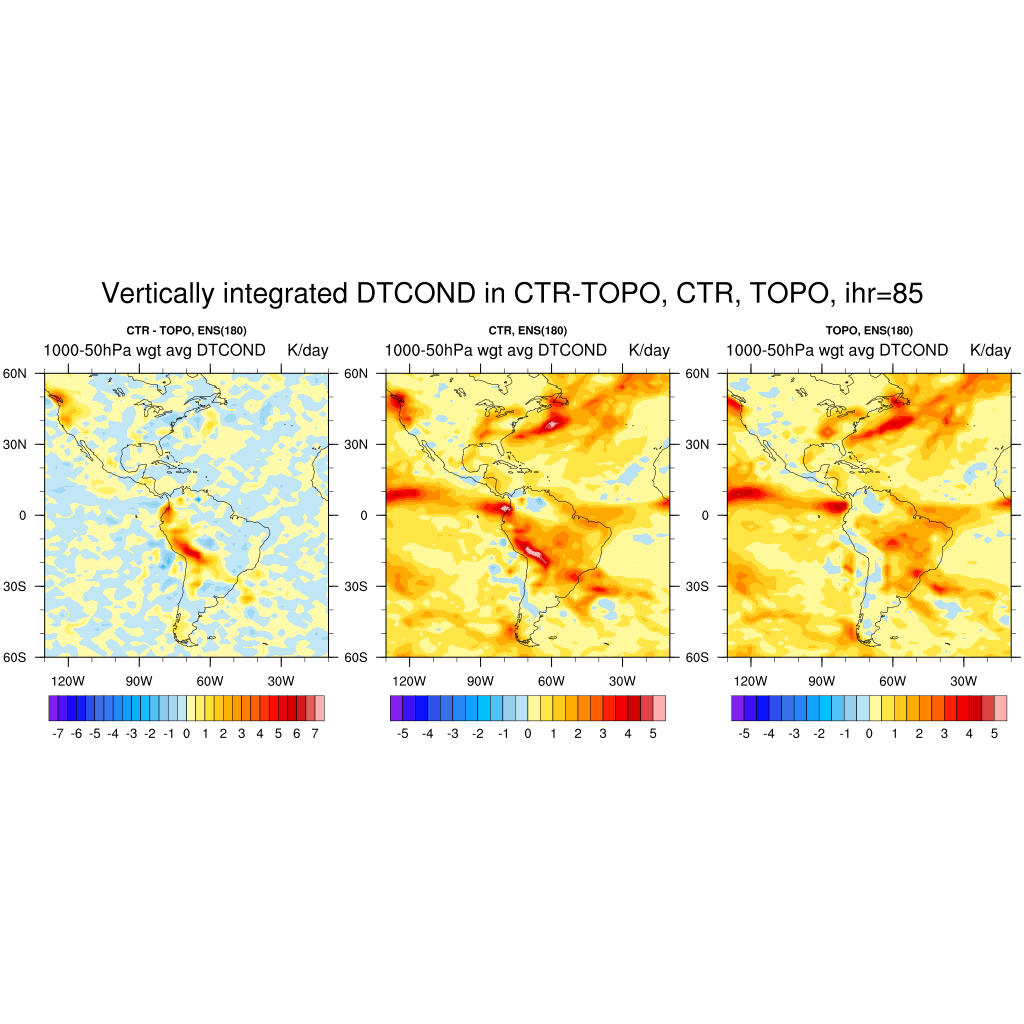 Vertically integrated DTCOND in CTR-TOPO, CTR, TOPO, ihr=85
CTR - TOPO, ENS(180)
1000-50hPa wgt avg DTCOND K/day
60N
30N
0
30S
60S
120W 90W 60W 30W
-7 -6 -5 -4 -3 -2 -1 0 1 2 3 4 5 6 7
CTR, ENS(180)
1000-50hPa wgt avg DTCOND K/day
60N
30N
0
30S
60S
120W 90W 60W 30W
-5 -4 -3 -2 -1 0 1 2 3 4 5
TOPO, ENS(180)
1000-50hPa wgt avg DTCOND K/day
60N
30N
0
30S
60S
120W 90W 60W 30W
-5 -4 -3 -2 -1 0 1 2 3 4 5